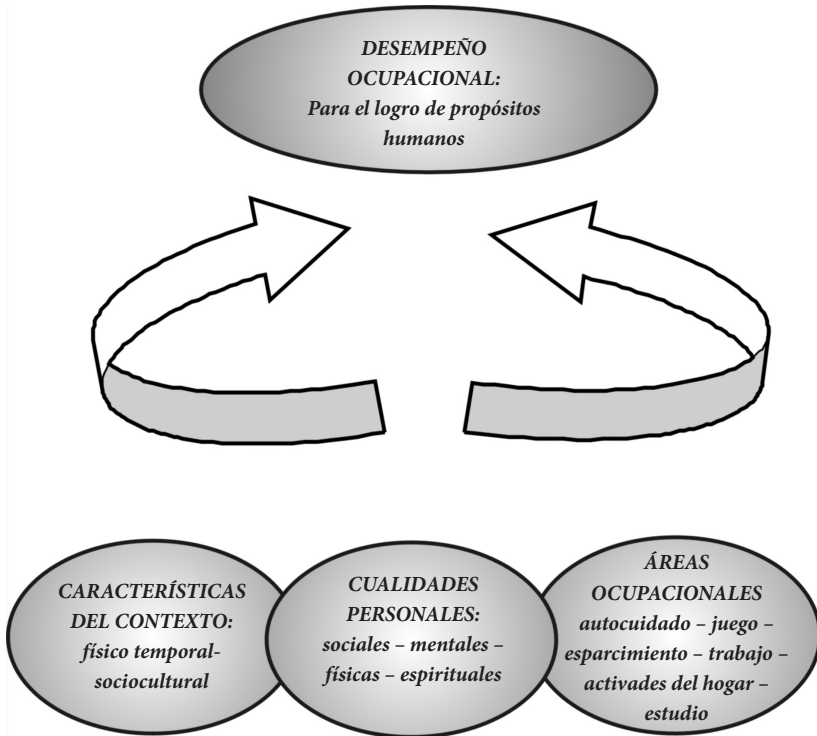 DESEMPEÑO
OCUPACIONAL:
Para el logro de propósitos
humanos
CARACTERÍSTICAS
DEL CONTEXTO:
físico temporal-
sociocultural
CUALIDADES
PERSONALES:
sociales – mentales –
físicas – espirituales
ÁREAS
OCUPACIONALES
autocuidado – juego –
esparcimiento – trabajo –
activades del hogar –
estudio